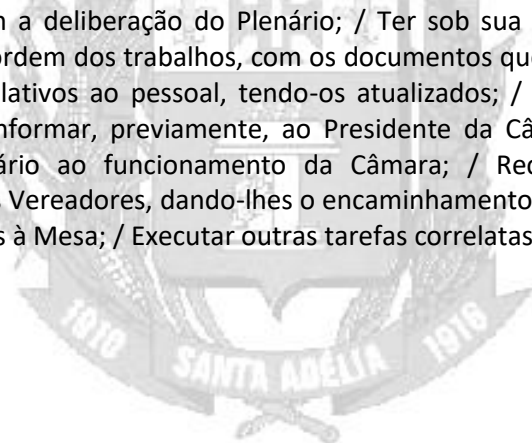 a deliberação do Plenário; / Ter sob sua
ordem dos trabalhos, com os documentos que
lativos ao pessoal, tendo-os atualizados; /
nformar, previamente, ao Presidente da Câ
ário ao funcionamento da Câmara; / Rec
s Vereadores, dando-lhes o encaminhamento
s à Mesa; / Executar outras tarefas correlatas
1910 SANTA ADÉLIA 1916